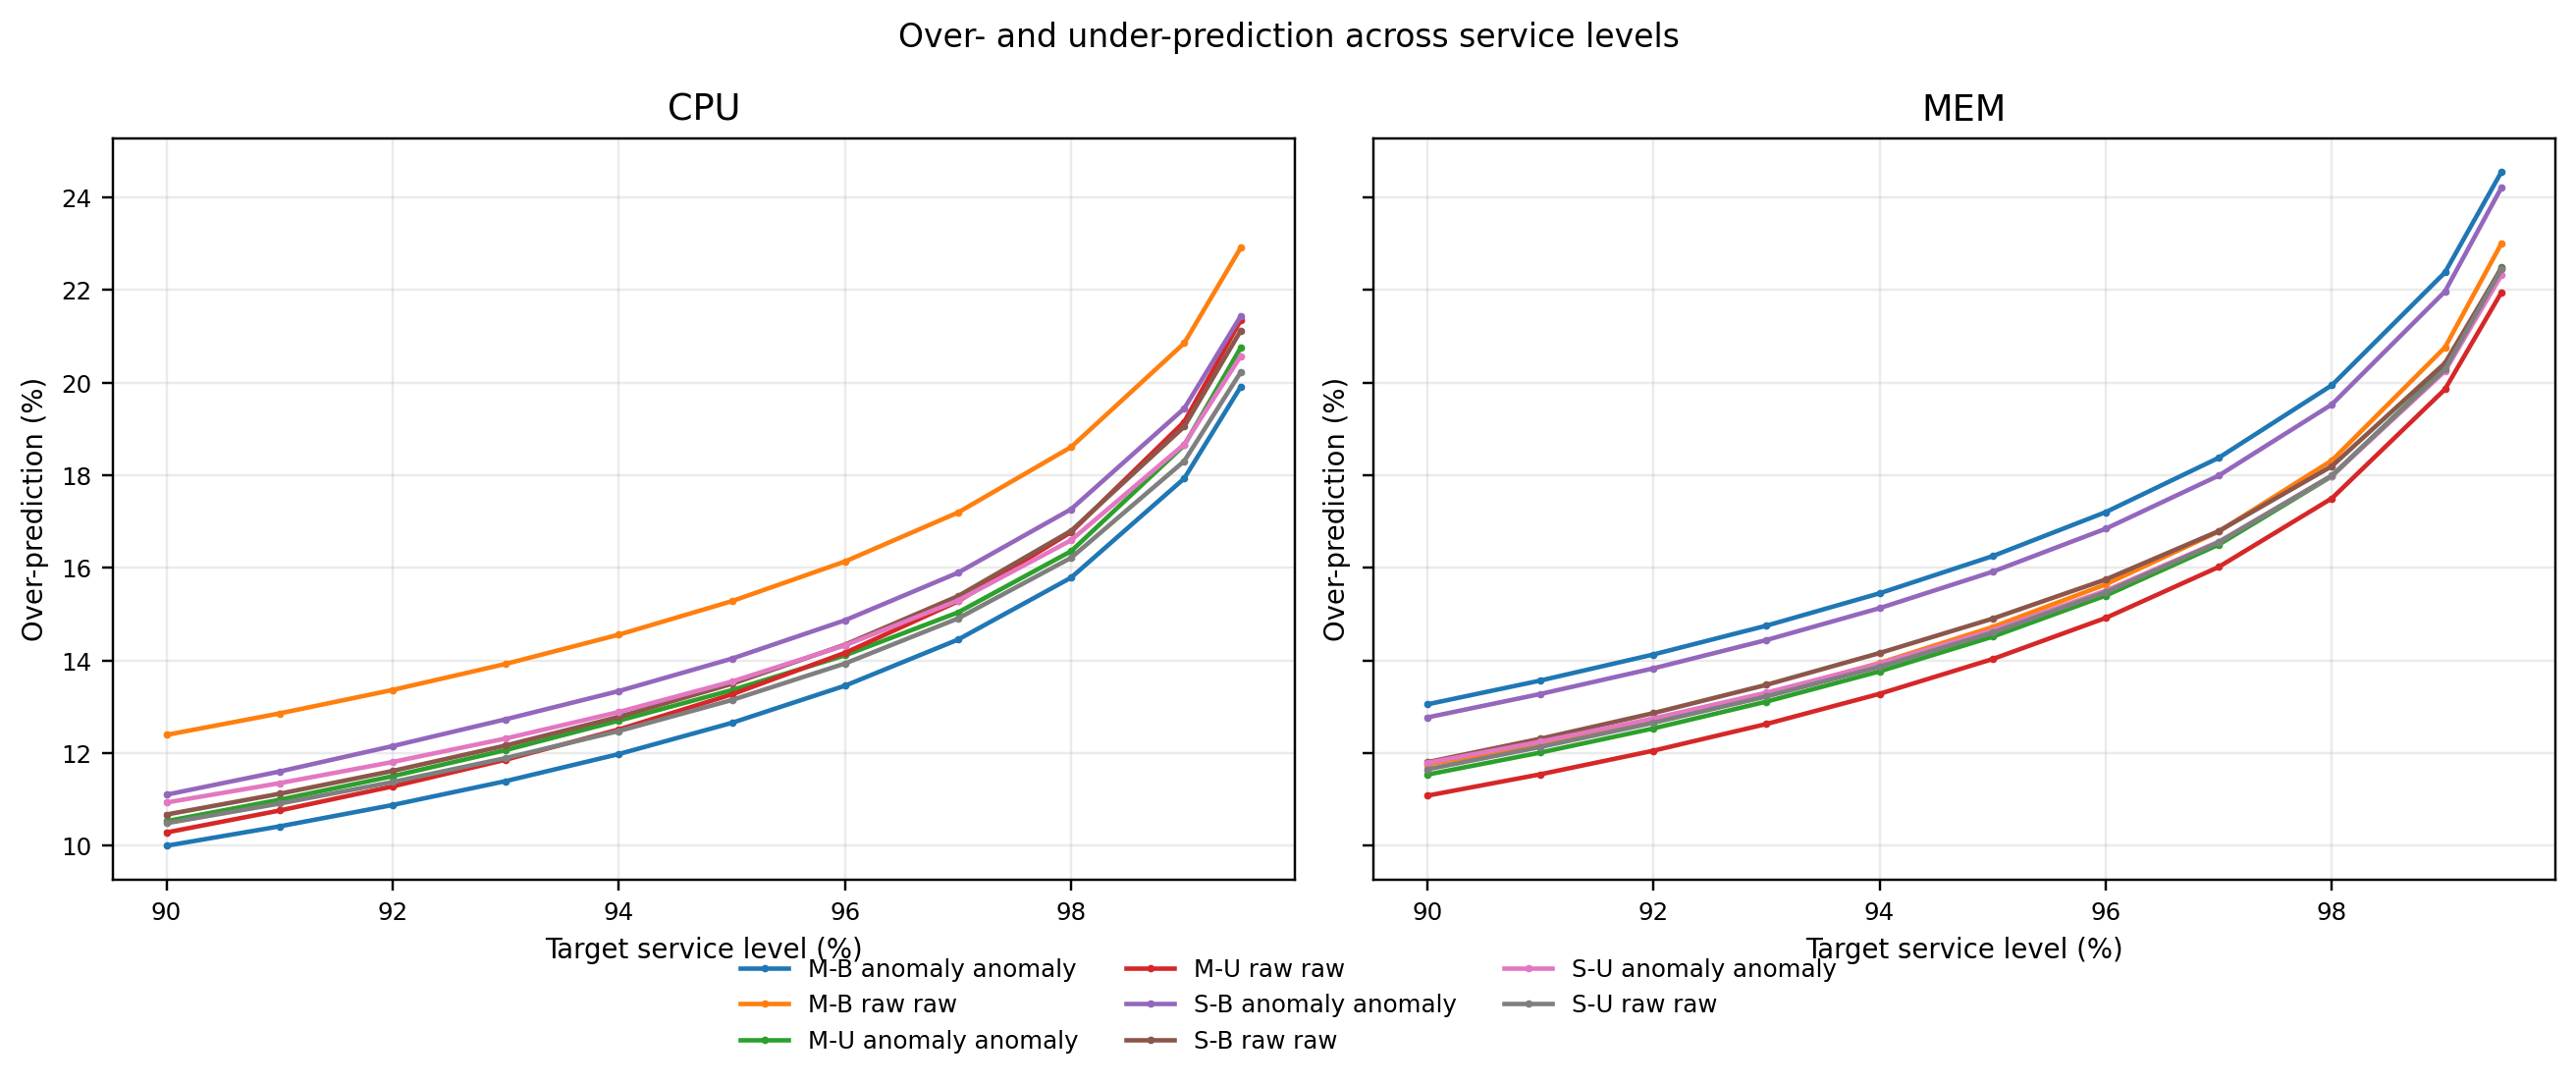 Over- and under-prediction across service levels
CPU
MEM
Over-prediction (%)
24
22
20
18
16
14
12
10
90
92
94
96
98
Target service level (%)
Over-prediction (%)
90
92
94
96
98
Target service level (%)
M-B anomaly anomaly
M-B raw raw
M-U anomaly anomaly
M-U raw raw
S-B anomaly anomaly
S-B raw raw
S-U anomaly anomaly
S-U raw raw